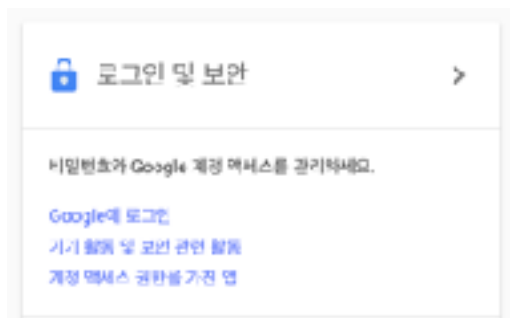 로그인 및 보안
비밀번호와 Google 계정 액세스를 관리하세요.
Google에 로그인
기기 활동 및 보안 관련 활동
계정 액세스 권한을 가진 앱